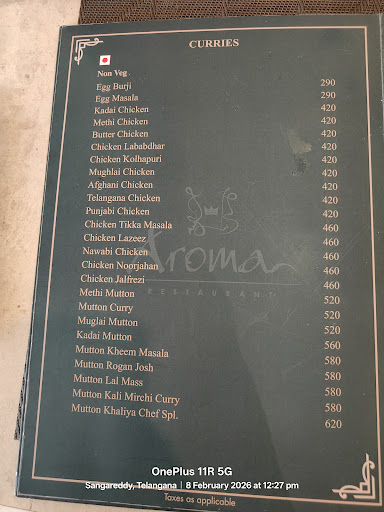 CURRIES
Non Veg
Egg Burji 290
Egg Masala 290
Kadai Chicken 420
Methi Chicken 420
Butter Chicken 420
Chicken Lababdhar 420
Chicken Kolhapuri 420
Mughlai Chicken 420
Afghani Chicken 420
Telangana Chicken 420
Punjabi Chicken 420
Chicken Tikka Masala 460
Chicken Lazeez 460
Nawabi Chicken 460
Chicken Noorjahan 460
Chicken Jalfrezi 460
Methi Mutton 520
Mutton Curry 520
Muglai Mutton 520
Kadai Mutton 560
Mutton Kheem Masala 580
Mutton Rogan Josh 580
Mutton Lal Mass 580
Mutton Kali Mirchi Curry 580
Mutton Khaliya Chef Spl. 620
Aroma
RESTAURANT
OnePlus 11R 5G
Sangareddy, Telangana | 8 February 2026 at 12:27 pm
Taxes as applicable